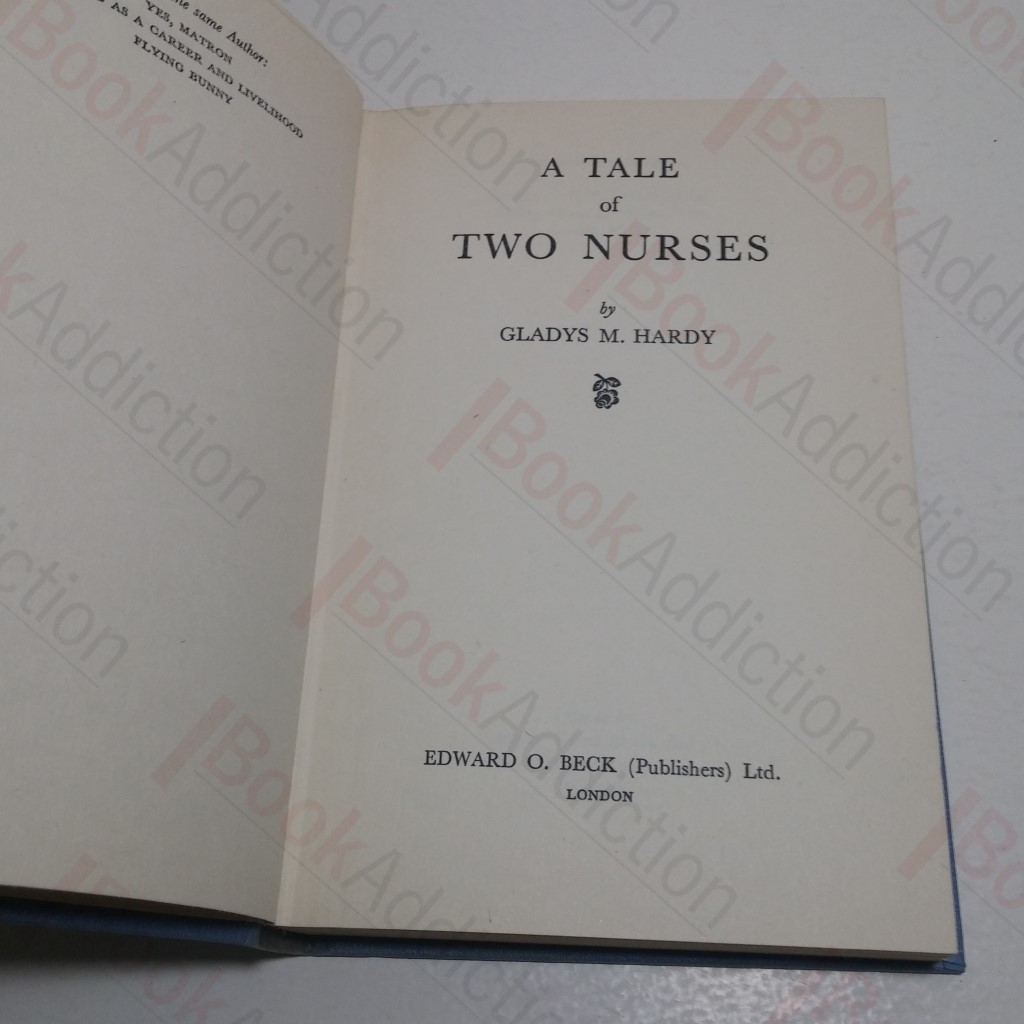 the same Author:
YES, MATRON
AS A CAREER AND LIVELIHOOD
FLYING BUNNY
A TALE
of
TWO NURSES
by
GLADYS M. HARDY
EDWARD O. BECK (Publishers) Ltd.
LONDON
BookAddiction